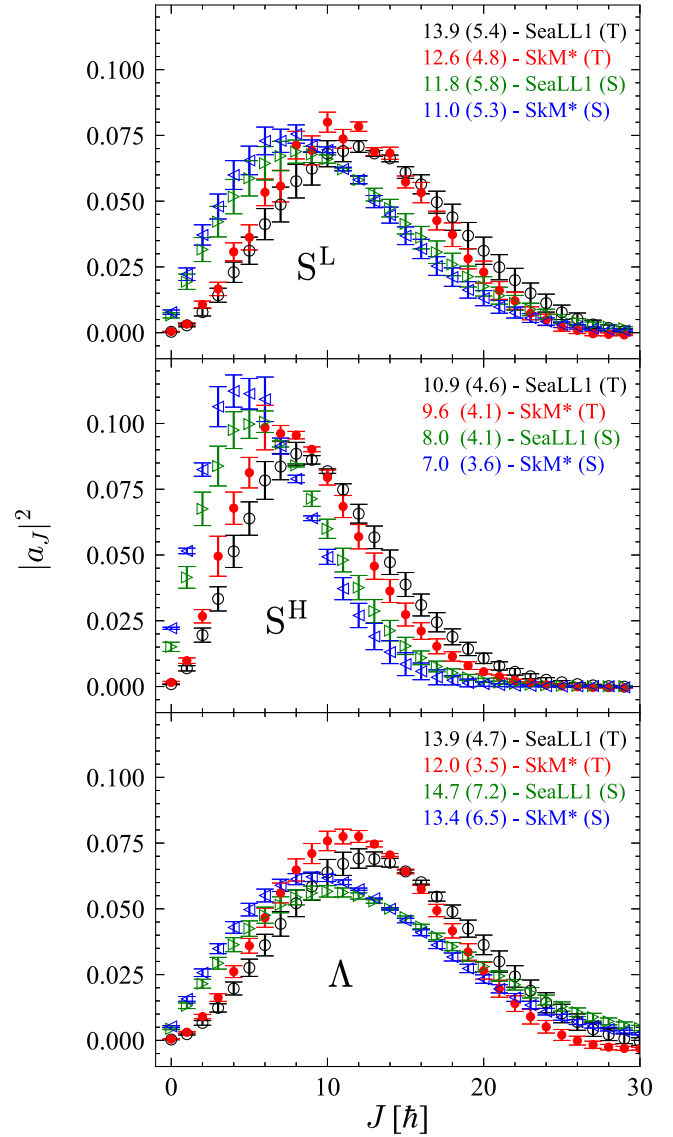 13.9 (5.4) - SeaLL1 (T)
12.6 (4.8) - SkM* (T)
11.8 (5.8) - SeaLL1 (S)
11.0 (5.3) - SkM* (S)
0.100
0.075
0.050
0.025
0.000
S^L
10.9 (4.6) - SeaLL1 (T)
9.6 (4.1) - SkM* (T)
8.0 (4.1) - SeaLL1 (S)
7.0 (3.6) - SkM* (S)
0.100
0.075
0.050
0.025
0.000
S^H
|a_J|^2
13.9 (4.7) - SeaLL1 (T)
12.0 (3.5) - SkM* (T)
14.7 (7.2) - SeaLL1 (S)
13.4 (6.5) - SkM* (S)
0.100
0.075
0.050
0.025
0.000
Λ
0 10 20 30
J [ħ]